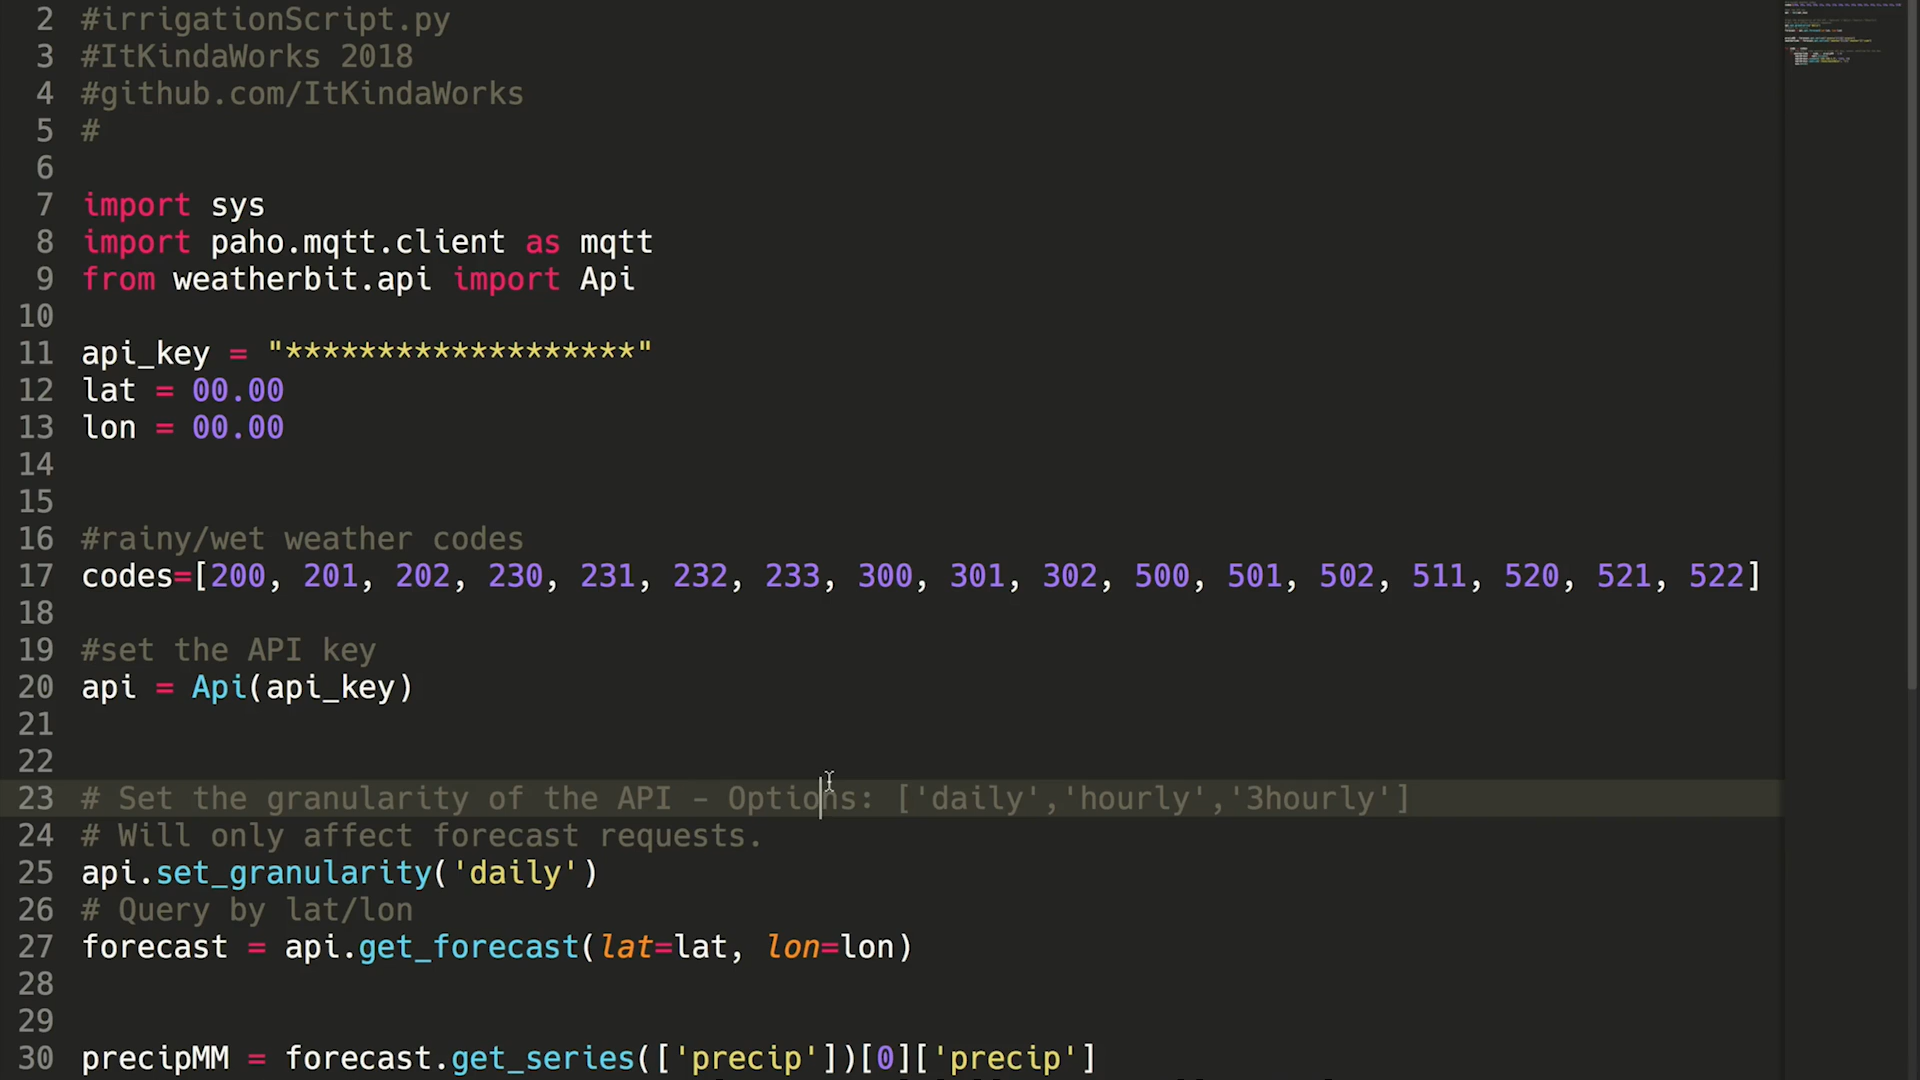 2 #irrigationScript.py
3 #ItKindaWorks 2018
4 #github.com/ItKindaWorks
5 #
6
7 import sys
8 import paho.mqtt.client as mqtt
9 from weatherbit.api import Api
10
11 api_key = "*******************"
12 lat = 00.00
13 lon = 00.00
14
15
16 #rainy/wet weather codes
17 codes=[200, 201, 202, 230, 231, 232, 233, 300, 301, 302, 500, 501, 502, 511, 520, 521, 522]
18
19 #set the API key
20 api = Api(api_key)
21
22
23 # Set the granularity of the API - Options: ['daily','hourly','3hourly']
24 # Will only affect forecast requests.
25 api.set_granularity('daily')
26 # Query by lat/lon
27 forecast = api.get_forecast(lat=lat, lon=lon)
28
29
30 precipMM = forecast.get_series(['precip'])[0]['precip']